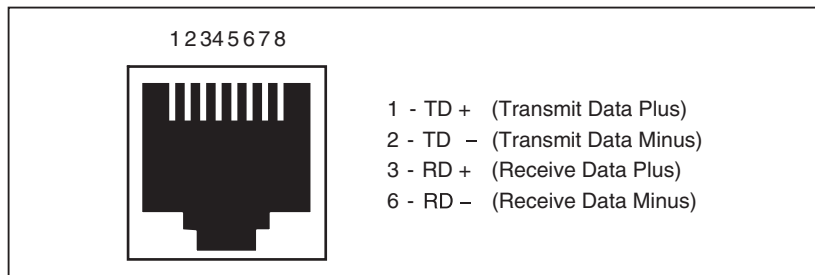 12345678
1 - TD + (Transmit Data Plus)
2 - TD – (Transmit Data Minus)
3 - RD + (Receive Data Plus)
6 - RD – (Receive Data Minus)